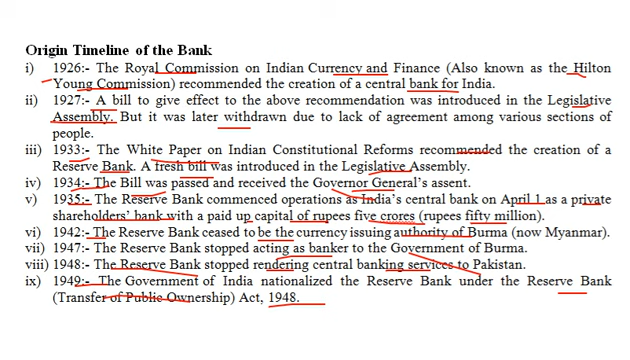 Origin Timeline of the Bank
i) 1926:- The Royal Commission on Indian Currency and Finance (Also known as the Hilton
Young Commission) recommended the creation of a central bank for India.
ii) 1927:- A bill to give effect to the above recommendation was introduced in the Legislative
Assembly. But it was later withdrawn due to lack of agreement among various sections of
people.
iii) 1933:- The White Paper on Indian Constitutional Reforms recommended the creation of a
Reserve Bank. A fresh bill was introduced in the Legislative Assembly.
iv) 1934:- The Bill was passed and received the Governor General's assent.
v) 1935:- The Reserve Bank commenced operations as India's central bank on April 1 as a private
shareholders' bank with a paid up capital of rupees five crores (rupees fifty million).
vi) 1942:- The Reserve Bank ceased to be the currency issuing authority of Burma (now Myanmar).
vii) 1947:- The Reserve Bank stopped acting as banker to the Government of Burma.
viii) 1948:- The Reserve Bank stopped rendering central banking services to Pakistan.
ix) 1949:- The Government of India nationalized the Reserve Bank under the Reserve Bank
(Transfer of Public Ownership) Act, 1948.